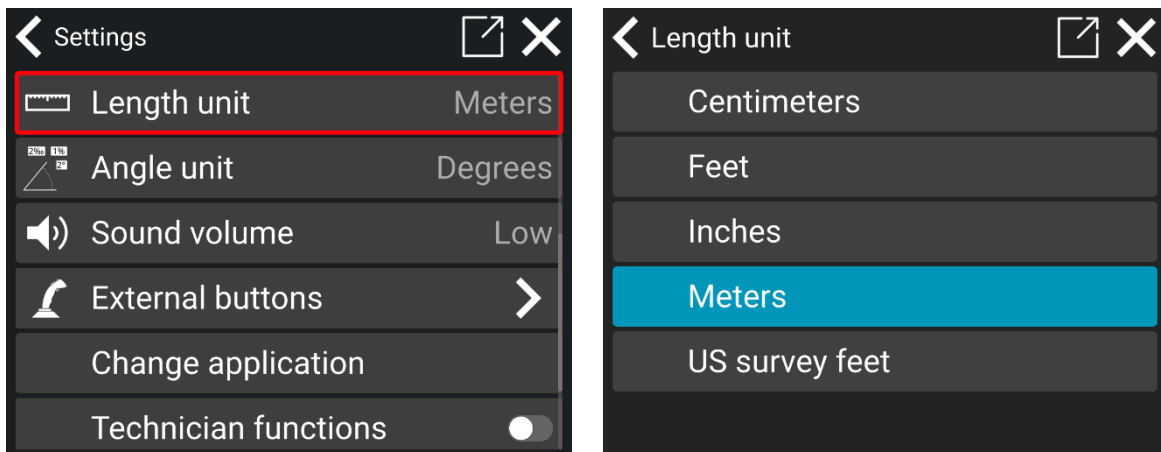 Settings
Length unit Meters
2‰ 1%
2°
Angle unit Degrees
Sound volume Low
External buttons
Change application
Technician functions
Length unit
Centimeters
Feet
Inches
Meters
US survey feet